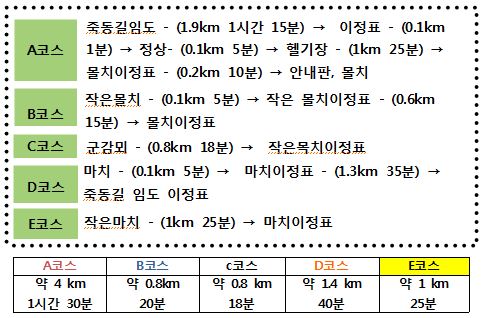 A코스
죽동길임도 - (1.9km 1시간 15분) → 이정표 - (0.1km
1분) → 정상- (0.1km 5분) → 헬기장 - (1km 25분) →
몰치이정표 - (0.2km 10분) → 안내판, 몰치
B코스
작은몰치 - (0.1km 5분) → 작은 몰치이정표 - (0.6km
15분) → 몰치이정표
C코스
군감뫼 - (0.8km 18분) → 작은목치이정표
D코스
마치 - (0.1km 5분) → 마치이정표 - (1.3km 35분) →
죽동길 임도 이정표
E코스
작은마치 - (1km 25분) → 마치이정표
A코스 B코스 c코스 D코스 E코스
약 4 km 약 0.8km 약 0.8 km 약 1.4 km 약 1 km
1시간 30분 20분 18분 40분 25분